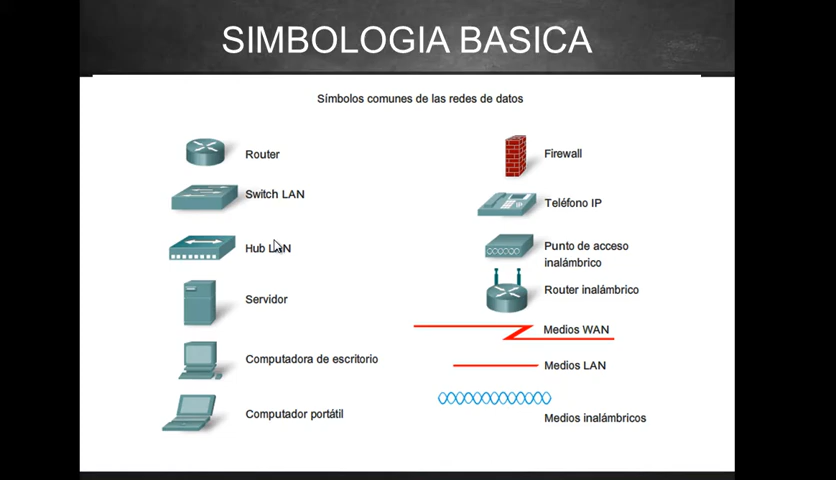 SIMBOLOGIA BASICA
Símbolos comunes de las redes de datos
Router
Switch LAN
Hub LAN
Servidor
Computadora de escritorio
Computador portátil
Firewall
Teléfono IP
IP
Punto de acceso
inalámbrico
Router inalámbrico
Medios WAN
Medios LAN
Medios inalámbricos